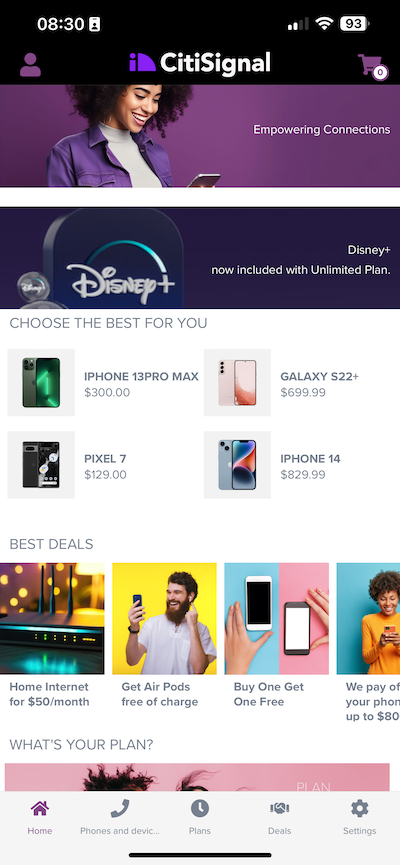 08:30
93
CitiSignal
0
Empowering Connections
Disney+
Disney+
Disney+
now included with Unlimited Plan.
CHOOSE THE BEST FOR YOU
IPHONE 13PRO MAX
$300.00
GALAXY S22+
$699.99
PIXEL 7
$129.00
IPHONE 14
$829.99
BEST DEALS
Home Internet
for $50/month
Get Air Pods
free of charge
Buy One Get
One Free
We pay of
your phon
up to $80
WHAT'S YOUR PLAN?
PLAN
Home
Phones and devic...
Plans
Deals
Settings